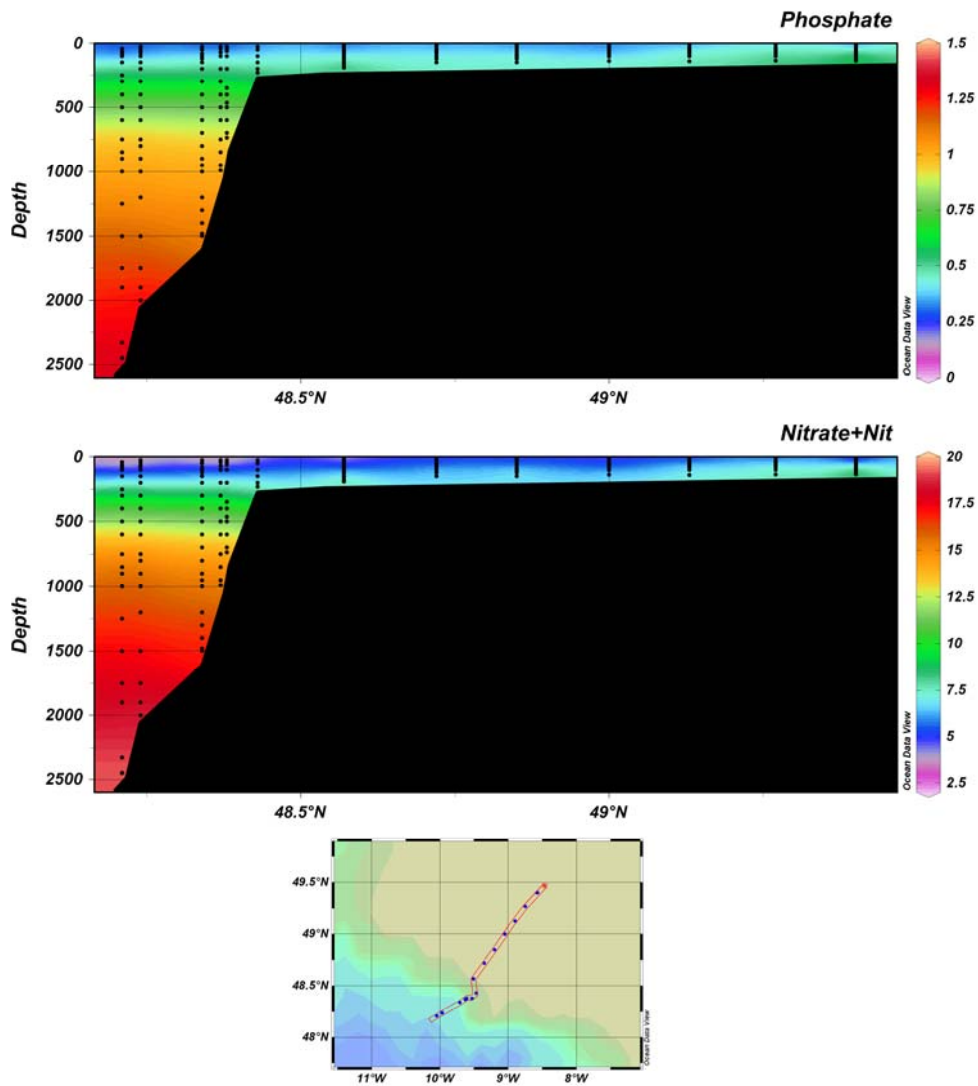 Phosphate
0
500
1000
1500
2000
2500
Depth
48.5°N
49°N
1.5
1.25
1
0.75
0.5
0.25
0
Ocean Data View
Nitrate+Nit
0
500
1000
1500
2000
2500
Depth
48.5°N
49°N
20
17.5
15
12.5
10
7.5
5
2.5
Ocean Data View
49.5°N
49°N
48.5°N
48°N
11°W
10°W
9°W
8°W
Ocean Data View